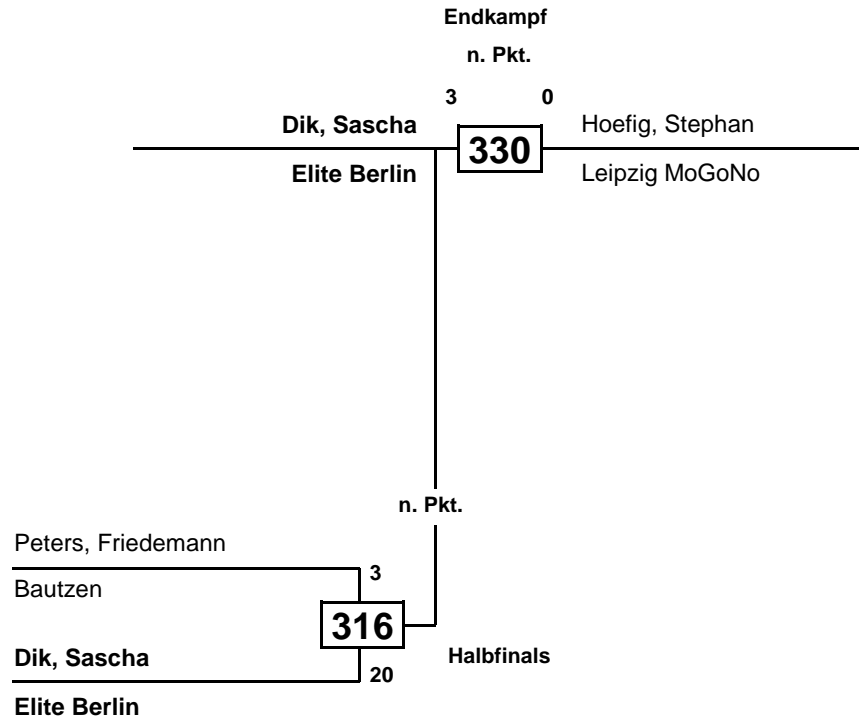 Endkampf
n. Pkt.
3 0
Dik, Sascha 330 Hoefig, Stephan
Elite Berlin Leipzig MoGoNo
n. Pkt.
Peters, Friedemann
3
Bautzen
316
Dik, Sascha Halbfinals
20
Elite Berlin